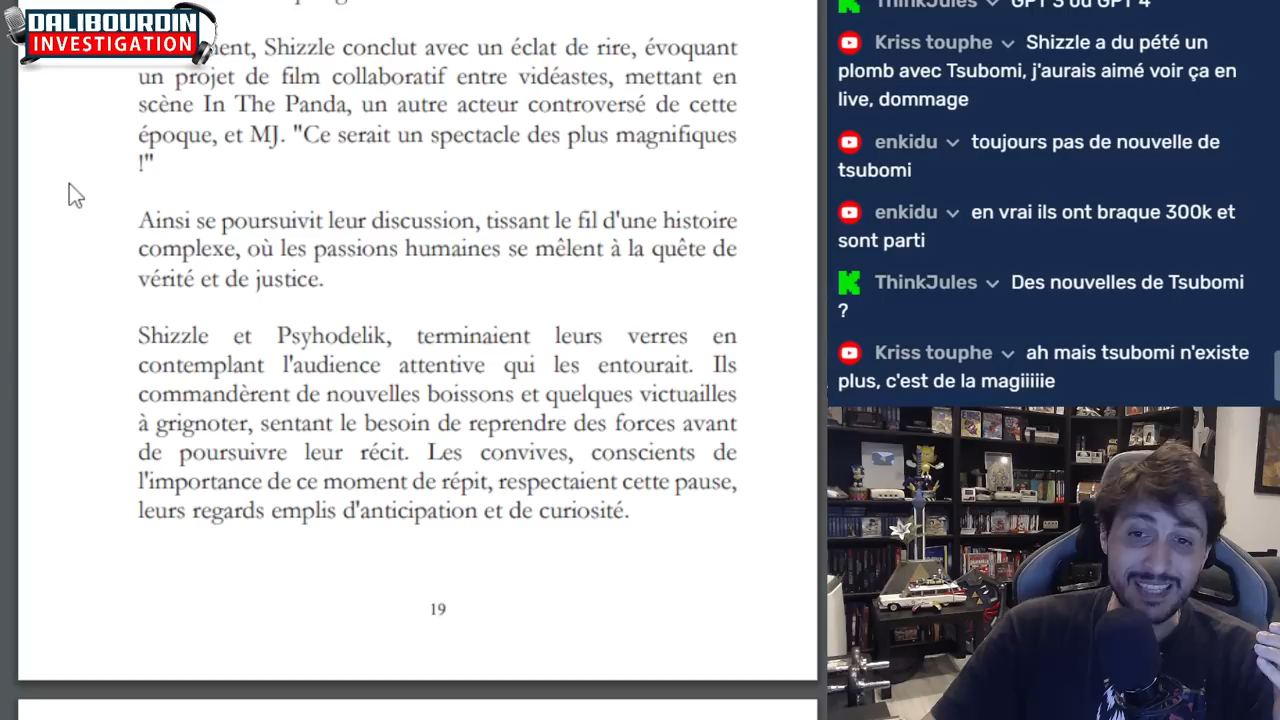 DALIBOURDIN
INVESTIGATION
ment, Shizzle conclut avec un éclat de rire, évoquant
un projet de film collaboratif entre vidéastes, mettant en
scène In The Panda, un autre acteur controversé de cette
époque, et MJ. "Ce serait un spectacle des plus magnifiques
!"
Ainsi se poursuivit leur discussion, tissant le fil d'une histoire
complexe, où les passions humaines se mêlent à la quête de
vérité et de justice.
Shizzle et Psyhodelik, terminaient leurs verres en
contemplant l'audience attentive qui les entourait. Ils
commandèrent de nouvelles boissons et quelques victuailles
à grignoter, sentant le besoin de reprendre des forces avant
de poursuivre leur récit. Les convives, conscients de
l'importance de ce moment de répit, respectaient cette pause,
leurs regards emplis d'anticipation et de curiosité.
19
ThinkJules GPT 3 ou GPT 4
Kriss touphe Shizzle a du pété un
plomb avec Tsubomi, j'aurais aimé voir ça en
live, dommage
enkidu toujours pas de nouvelle de
tsubomi
enkidu en vrai ils ont braque 300k et
sont parti
ThinkJules Des nouvelles de Tsubomi
?
Kriss touphe ah mais tsubomi n'existe
plus, c'est de la magiiiiie